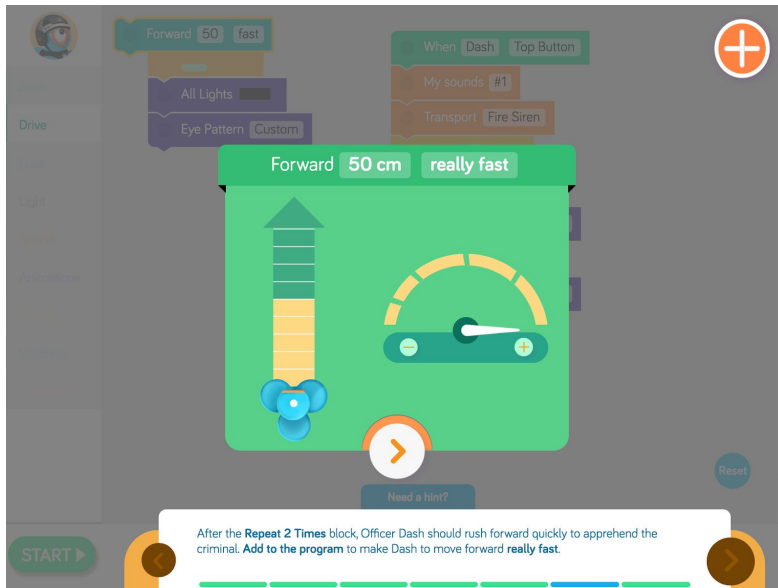 Forward 50 fast
When Dash Top Button
My sounds #1
All Lights
Transport Fire Siren
Drive
Eye Pattern Custom
Forward 50 cm really fast
Light
Animations
Reset
Need a hint?
After the Repeat 2 Times block, Officer Dash should rush forward quickly to apprehend the
criminal. Add to the program to make Dash to move forward really fast.
START